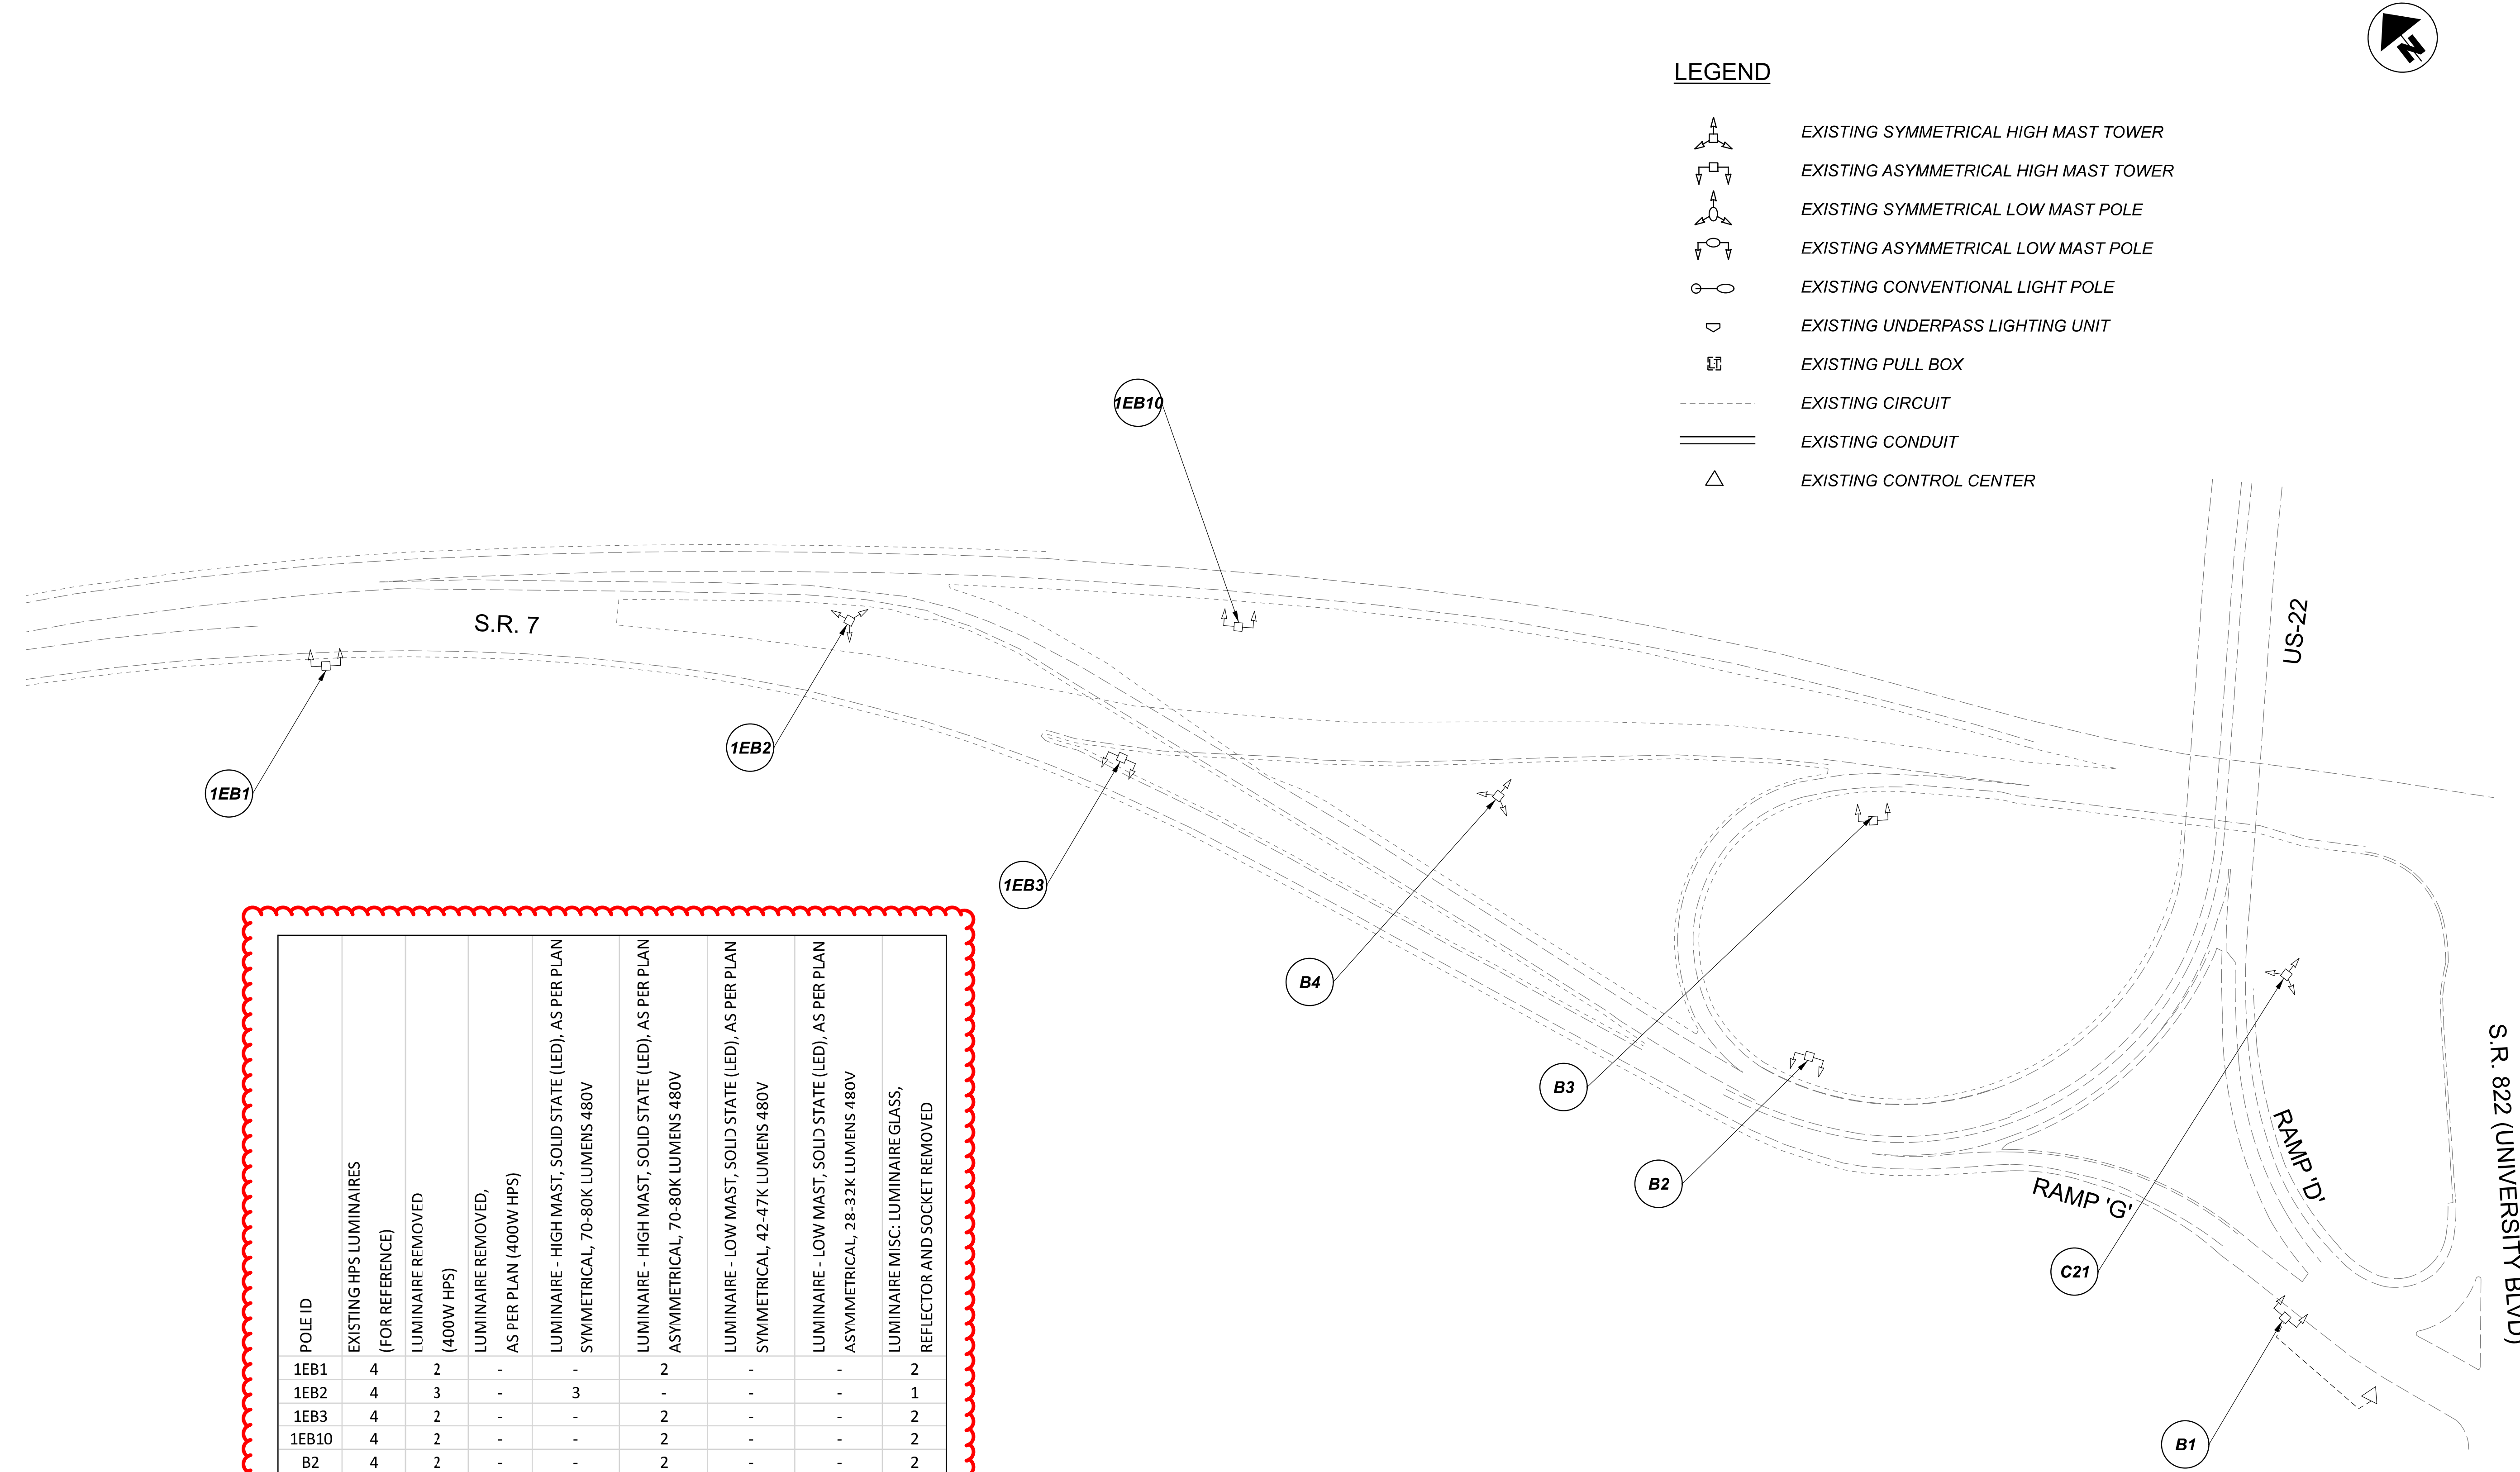 N
LEGEND
EXISTING SYMMETRICAL HIGH MAST TOWER
EXISTING ASYMMETRICAL HIGH MAST TOWER
EXISTING SYMMETRICAL LOW MAST POLE
EXISTING ASYMMETRICAL LOW MAST POLE
EXISTING CONVENTIONAL LIGHT POLE
EXISTING UNDERPASS LIGHTING UNIT
EXISTING PULL BOX
EXISTING CIRCUIT
EXISTING CONDUIT
EXISTING CONTROL CENTER
1EB10
S.R. 7
US-22
1EB2
1EB1
1EB3
B4
B3
B2
C21
B1
RAMP 'G'
RAMP 'D'
S.R. 822 (UNIVERSITY BLVD)
POLE ID
EXISTING HPS LUMINAIRES
(FOR REFERENCE)
LUMINAIRE REMOVED
(400W HPS)
LUMINAIRE REMOVED,
AS PER PLAN (400W HPS)
LUMINAIRE - HIGH MAST, SOLID STATE (LED), AS PER PLAN
SYMMETRICAL, 70-80K LUMENS 480V
LUMINAIRE - HIGH MAST, SOLID STATE (LED), AS PER PLAN
ASYMMETRICAL, 70-80K LUMENS 480V
LUMINAIRE - LOW MAST, SOLID STATE (LED), AS PER PLAN
SYMMETRICAL, 42-47K LUMENS 480V
LUMINAIRE - LOW MAST, SOLID STATE (LED), AS PER PLAN
ASYMMETRICAL, 28-32K LUMENS 480V
LUMINAIRE MISC: LUMINAIRE GLASS,
REFLECTOR AND SOCKET REMOVED
1EB1 4 2 - - 2 - - 2
1EB2 4 3 - 3 - - - 1
1EB3 4 2 - - 2 - - 2
1EB10 4 2 - - 2 - - 2
B2 4 2 - - 2 - - 2